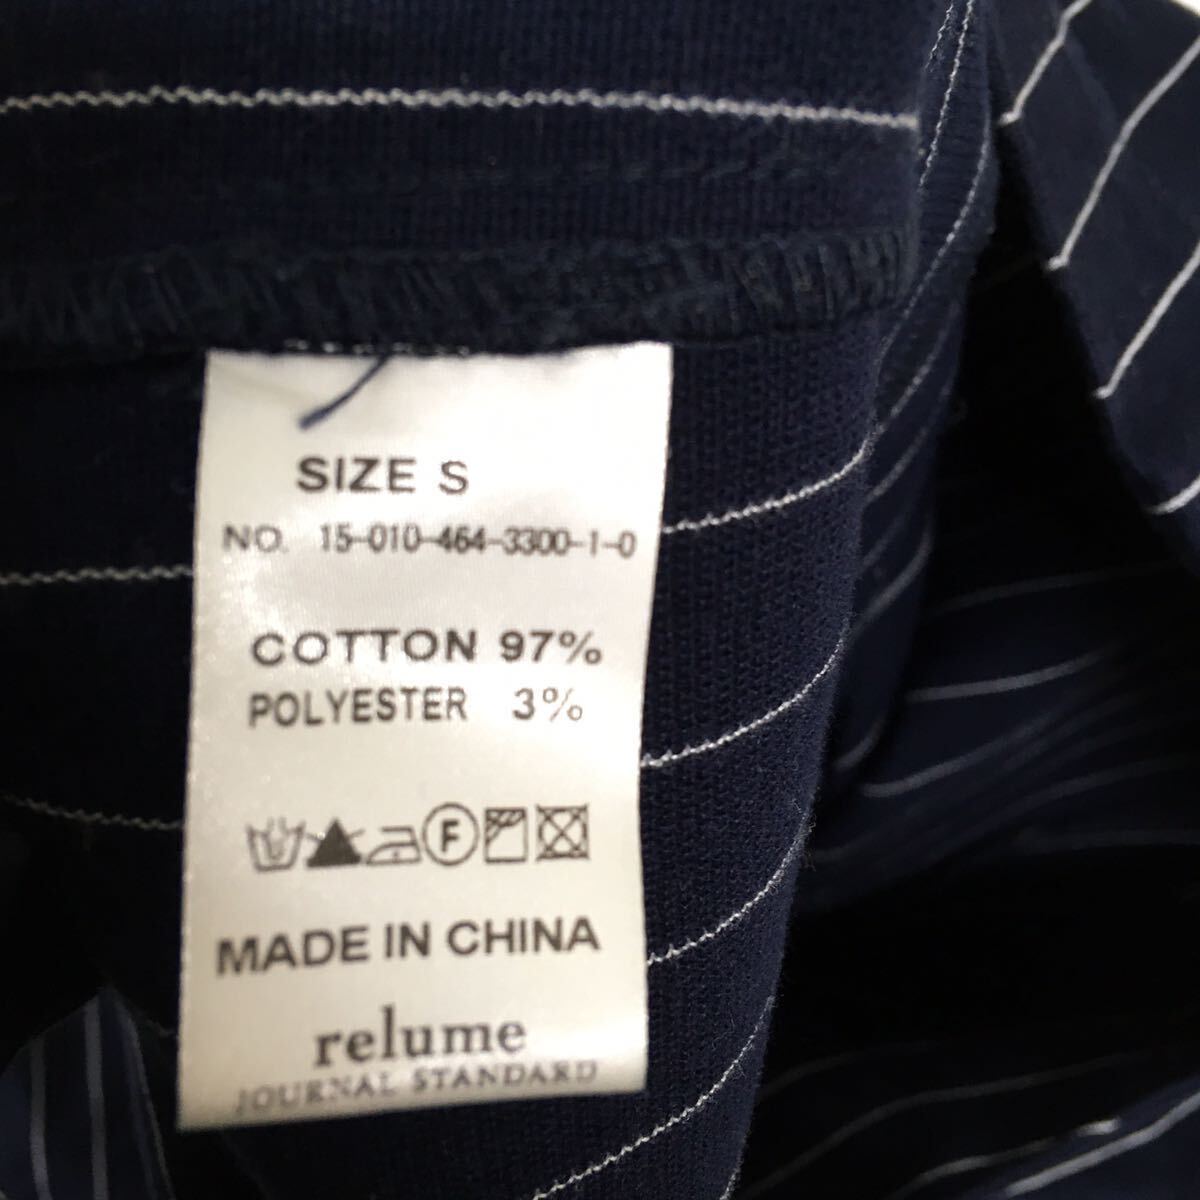 SIZE S
NO. 15-010-464-3300-1-0
COTTON 97%
POLYESTER 3%
F
MADE IN CHINA
relume
JOURNAL STANDARD